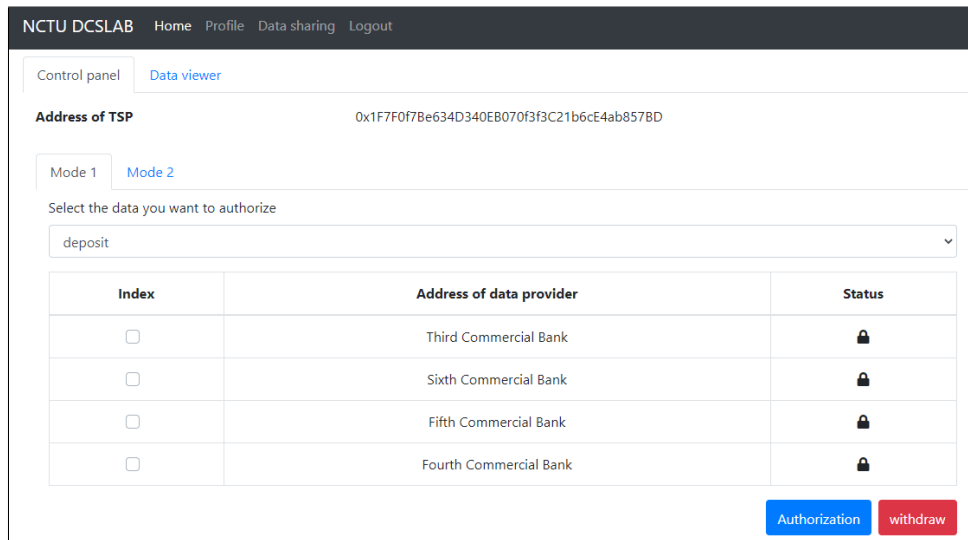 NCTU DCSLAB Home Profile Data sharing Logout
Control panel Data viewer
Address of TSP 0x1F7F0f7Be634D340EB070f3f3C21b6cE4ab857BD
Mode 1 Mode 2
Select the data you want to authorize
deposit
Index Address of data provider Status
Third Commercial Bank
Sixth Commercial Bank
Fifth Commercial Bank
Fourth Commercial Bank
Authorization withdraw